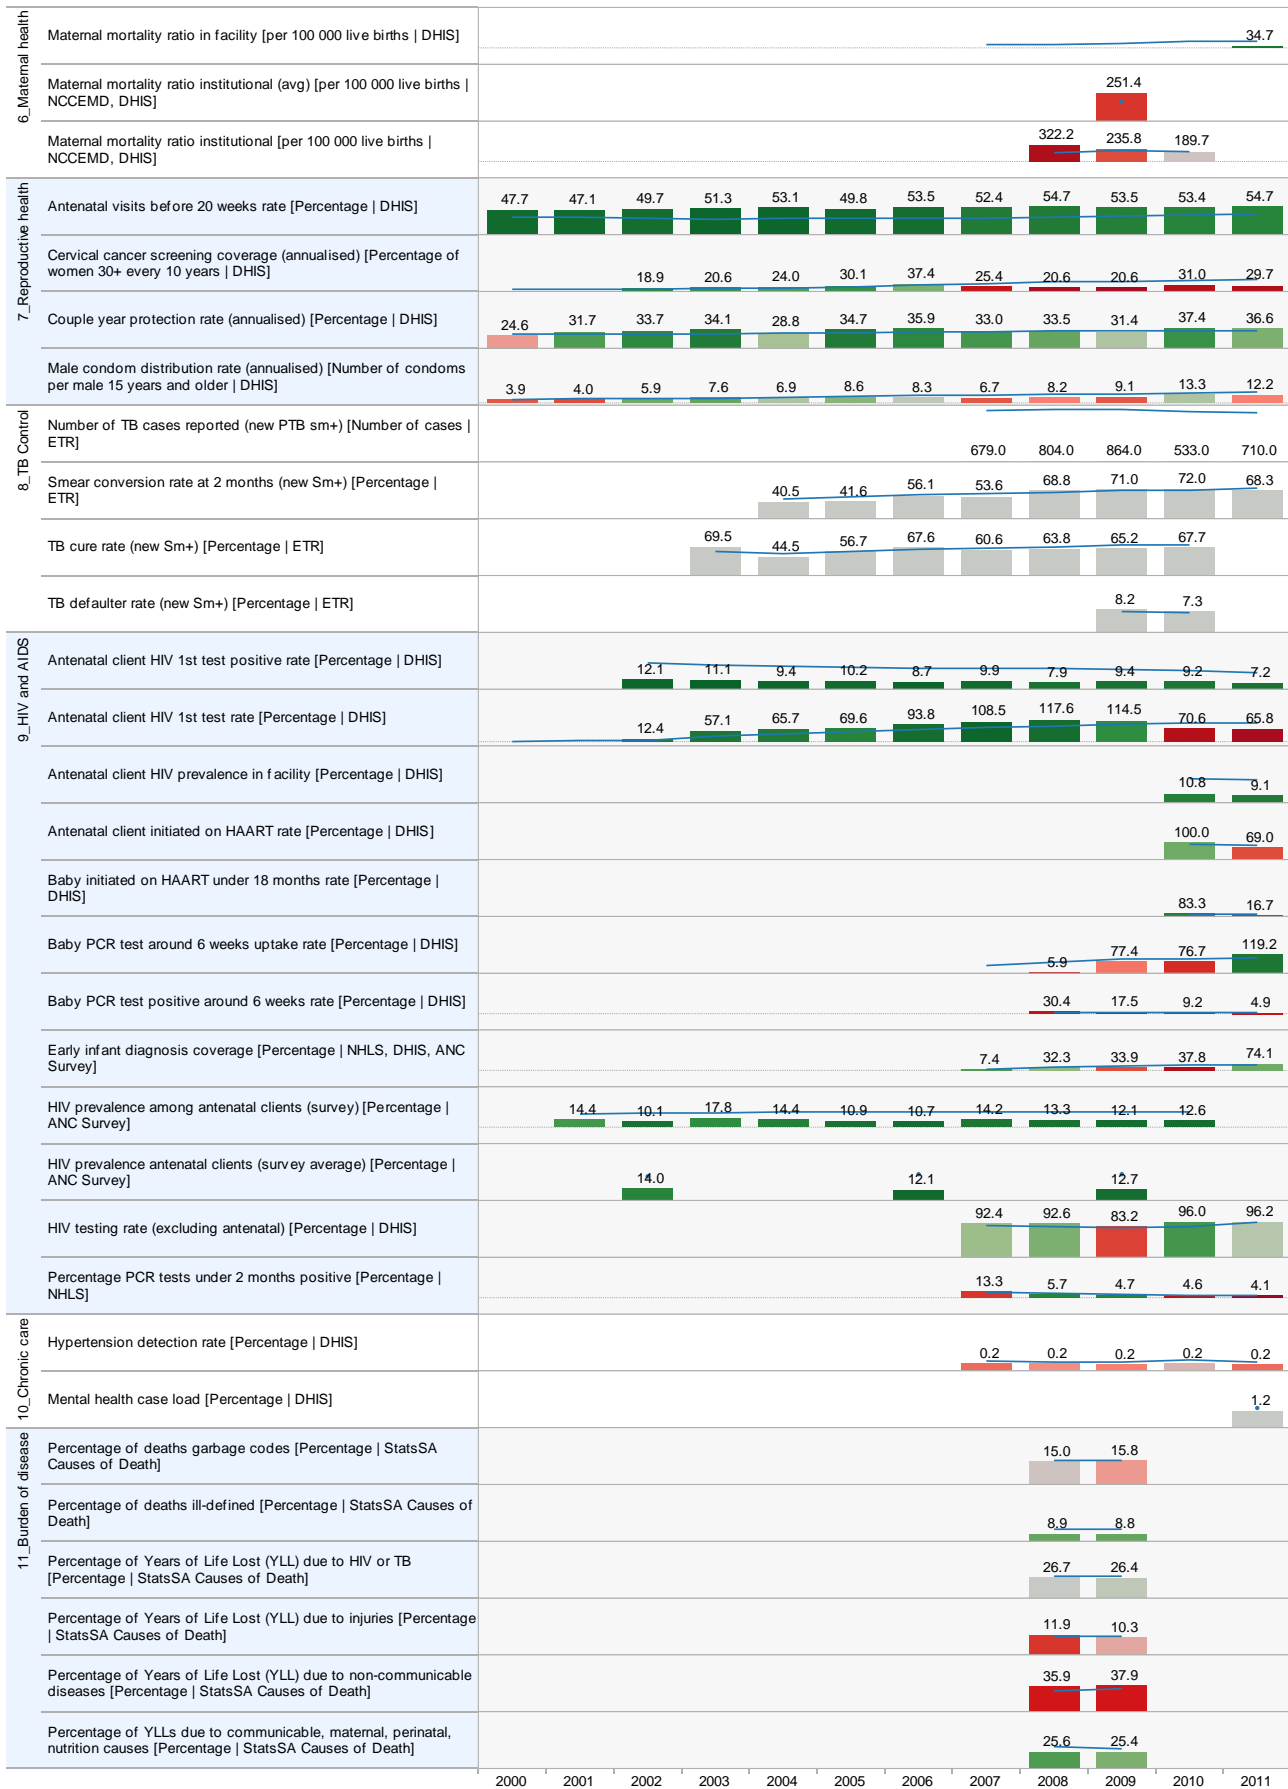 6_Maternal health
Maternal mortality ratio in facility [per 100 000 live births | DHIS]
34.7
Maternal mortality ratio institutional (avg) [per 100 000 live births |
NCCEMD, DHIS]
251.4
Maternal mortality ratio institutional [per 100 000 live births |
NCCEMD, DHIS]
322.2 235.8 189.7
7_Reproductive health
Antenatal visits before 20 weeks rate [Percentage | DHIS]
47.7 47.1 49.7 51.3 53.1 49.8 53.5 52.4 54.7 53.5 53.4 54.7
Cervical cancer screening coverage (annualised) [Percentage of
women 30+ every 10 years | DHIS]
18.9 20.6 24.0 30.1 37.4 25.4 20.6 20.6 31.0 29.7
Couple year protection rate (annualised) [Percentage | DHIS]
24.6 31.7 33.7 34.1 28.8 34.7 35.9 33.0 33.5 31.4 37.4 36.6
Male condom distribution rate (annualised) [Number of condoms
per male 15 years and older | DHIS]
3.9 4.0 5.9 7.6 6.9 8.6 8.3 6.7 8.2 9.1 13.3 12.2
8_TB Control
Number of TB cases reported (new PTB sm+) [Number of cases |
ETR]
679.0 804.0 864.0 533.0 710.0
Smear conversion rate at 2 months (new Sm+) [Percentage |
ETR]
40.5 41.6 56.1 53.6 68.8 71.0 72.0 68.3
TB cure rate (new Sm+) [Percentage | ETR]
69.5 44.5 56.7 67.6 60.6 63.8 65.2 67.7
TB defaulter rate (new Sm+) [Percentage | ETR]
8.2 7.3
9_HIV and AIDS
Antenatal client HIV 1st test positive rate [Percentage | DHIS]
12.1 11.1 9.4 10.2 8.7 9.9 7.9 9.4 9.2 7.2
Antenatal client HIV 1st test rate [Percentage | DHIS]
12.4 57.1 65.7 69.6 93.8 108.5 117.6 114.5 70.6 65.8
Antenatal client HIV prevalence in facility [Percentage | DHIS]
10.8 9.1
Antenatal client initiated on HAART rate [Percentage | DHIS]
100.0 69.0
Baby initiated on HAART under 18 months rate [Percentage |
DHIS]
83.3 16.7
Baby PCR test around 6 weeks uptake rate [Percentage | DHIS]
5.9 77.4 76.7 119.2
Baby PCR test positive around 6 weeks rate [Percentage | DHIS]
30.4 17.5 9.2 4.9
Early infant diagnosis coverage [Percentage | NHLS, DHIS, ANC
Survey]
7.4 32.3 33.9 37.8 74.1
HIV prevalence among antenatal clients (survey) [Percentage |
ANC Survey]
14.4 10.1 17.8 14.4 10.9 10.7 14.2 13.3 12.1 12.6
HIV prevalence antenatal clients (survey average) [Percentage |
ANC Survey]
14.0 12.1 12.7
HIV testing rate (excluding antenatal) [Percentage | DHIS]
92.4 92.6 83.2 96.0 96.2
Percentage PCR tests under 2 months positive [Percentage |
NHLS]
13.3 5.7 4.7 4.6 4.1
10_Chronic care
Hypertension detection rate [Percentage | DHIS]
0.2 0.2 0.2 0.2 0.2
Mental health case load [Percentage | DHIS]
1.2
11_Burden of disease
Percentage of deaths garbage codes [Percentage | StatsSA
Causes of Death]
15.0 15.8
Percentage of deaths ill-defined [Percentage | StatsSA Causes of
Death]
8.9 8.8
Percentage of Years of Life Lost (YLL) due to HIV or TB
[Percentage | StatsSA Causes of Death]
26.7 26.4
Percentage of Years of Life Lost (YLL) due to injuries [Percentage
| StatsSA Causes of Death]
11.9 10.3
Percentage of Years of Life Lost (YLL) due to non-communicable
diseases [Percentage | StatsSA Causes of Death]
35.9 37.9
Percentage of YLLs due to communicable, maternal, perinatal,
nutrition causes [Percentage | StatsSA Causes of Death]
25.6 25.4
2000 2001 2002 2003 2004 2005 2006 2007 2008 2009 2010 2011